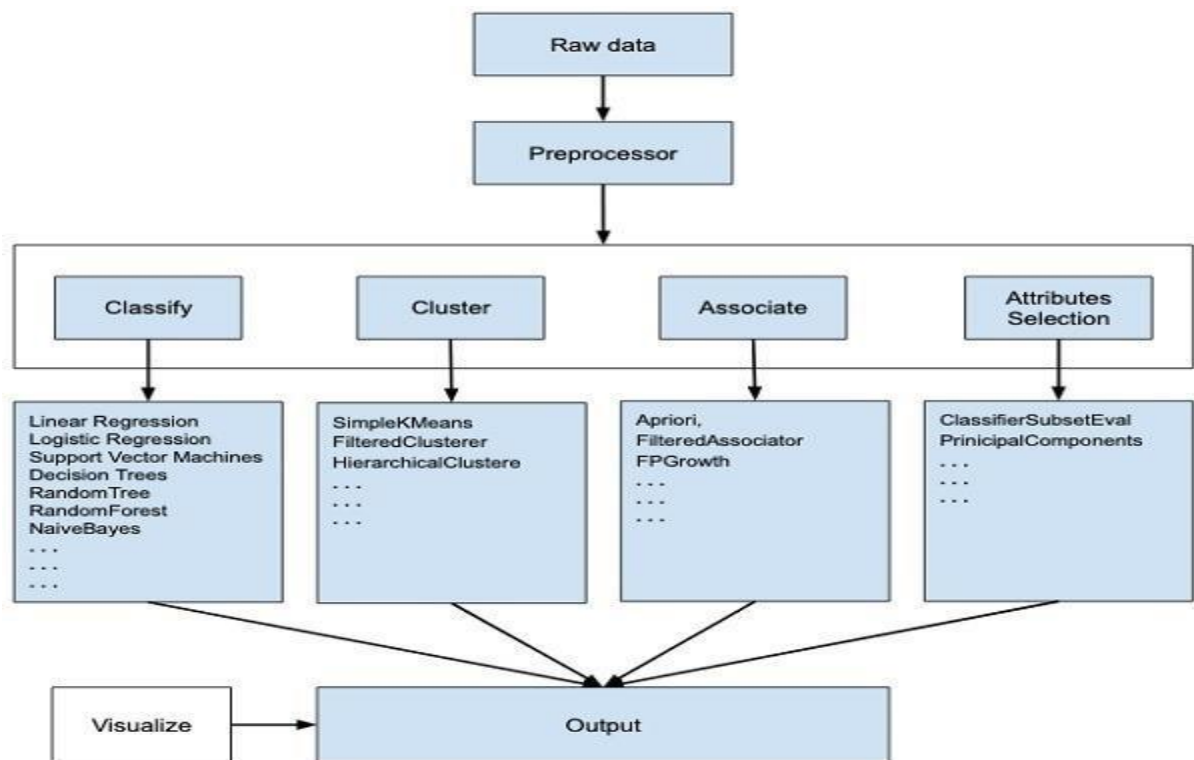 Raw data
Preprocessor
Classify
Cluster
Associate
Attributes
Selection
Linear Regression
Logistic Regression
Support Vector Machines
Decision Trees
RandomTree
RandomForest
NaiveBayes
. . .
. . .
. . .
SimpleKMeans
FilteredClusterer
HierarchicalClustere
. . .
. . .
. . .
Apriori,
FilteredAssociator
FPGrowth
. . .
. . .
. . .
ClassifierSubsetEval
PrinicipalComponents
. . .
. . .
. . .
Visualize
Output